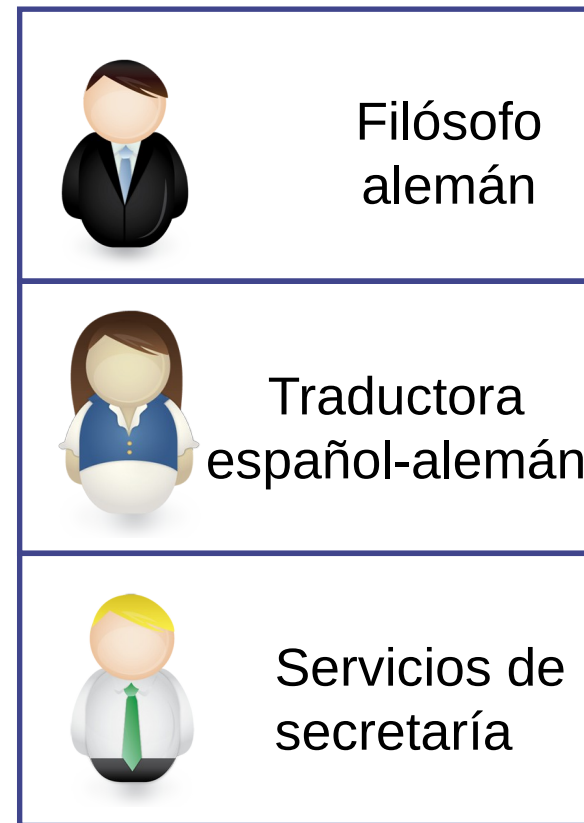 Filósofo
alemán
Traductora
español-alemán
Servicios de
secretaría